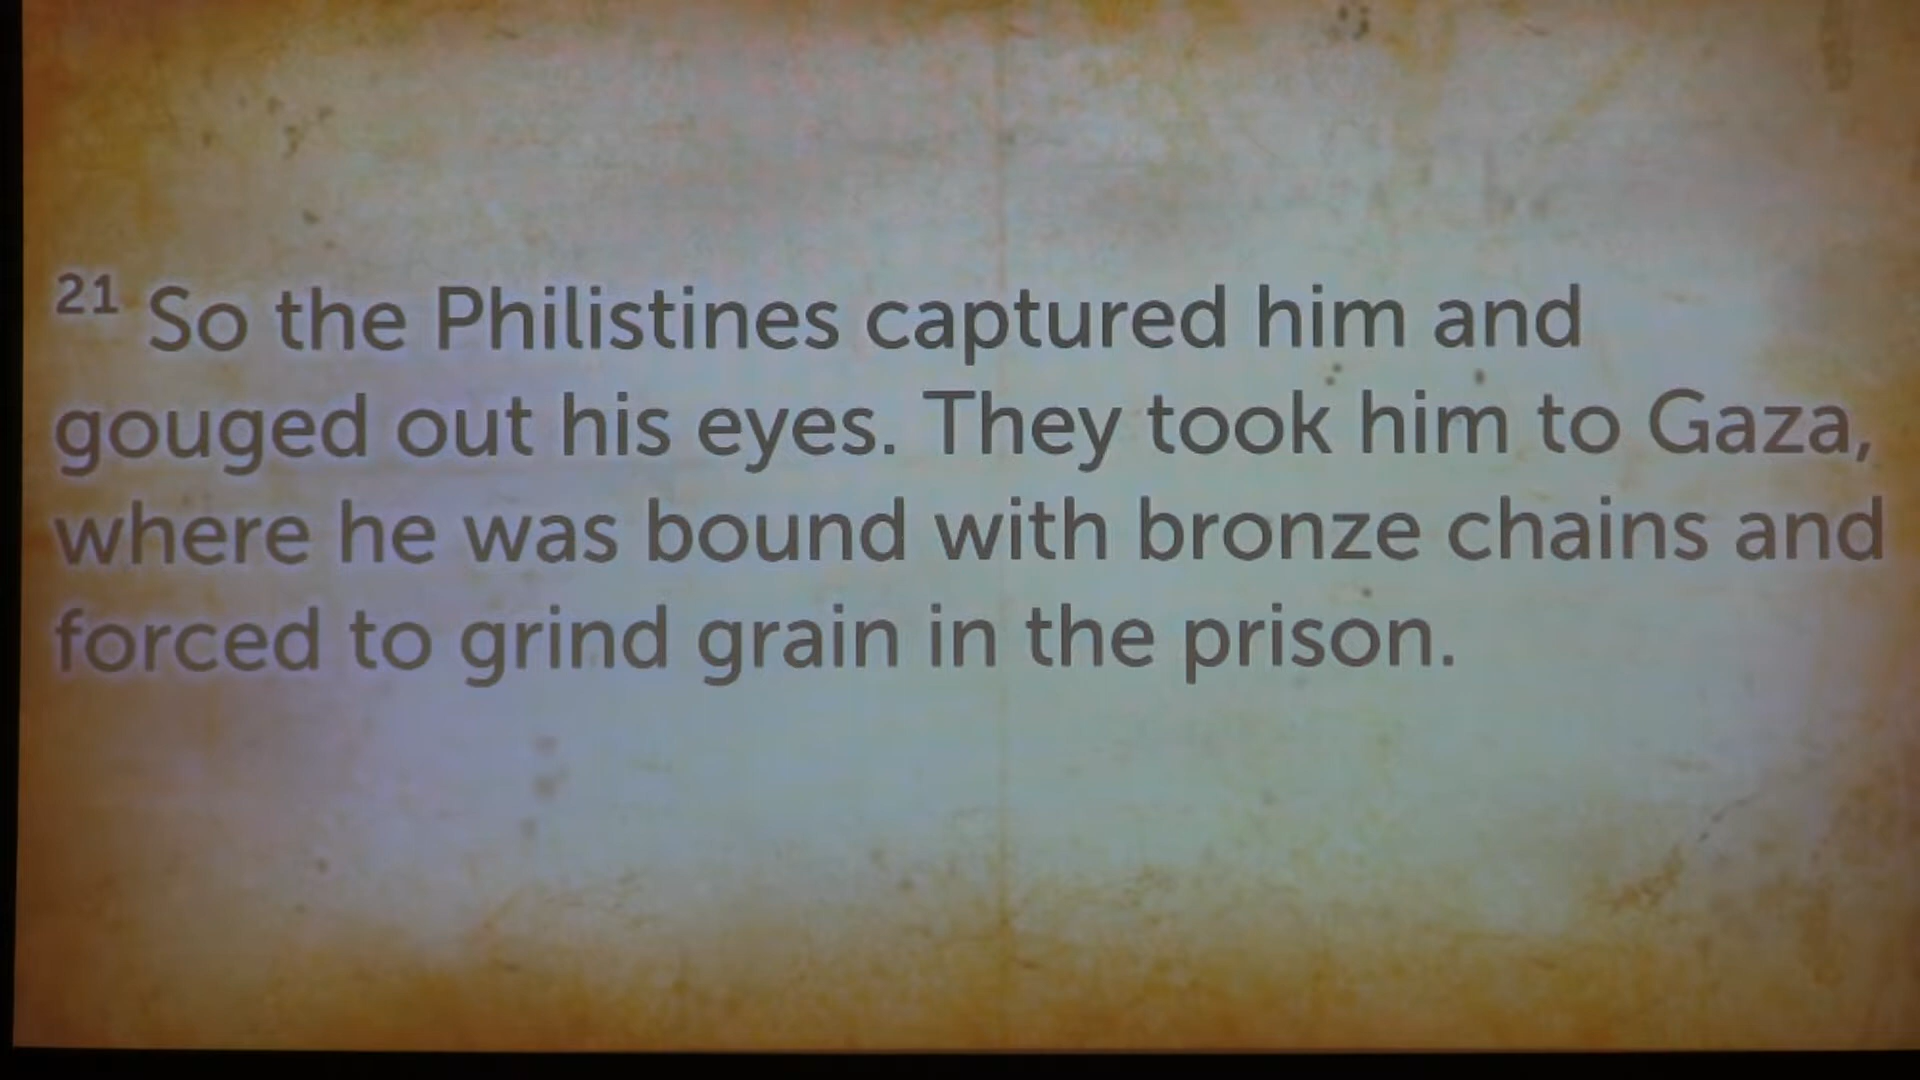 21 So the Philistines captured him and
gouged out his eyes. They took him to Gaza,
where he was bound with bronze chains and
forced to grind grain in the prison.